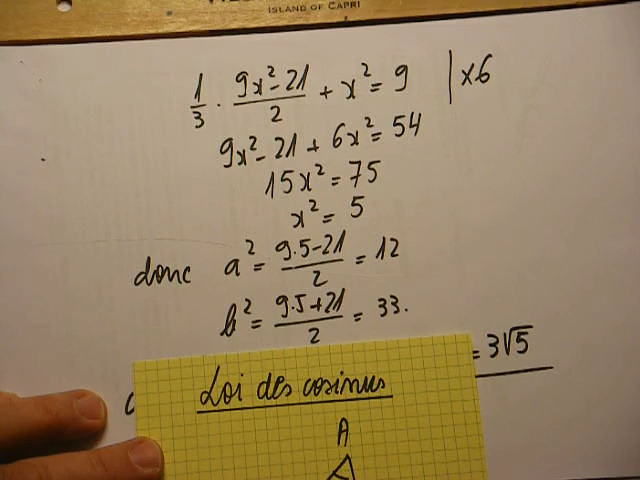 ISLAND OF CAPRI
1/3 · (9x²-21)/2 + x² = 9 | x6
9x²-21 + 6x² = 54
15x² = 75
x² = 5
donc a² = (9·5-21)/2 = 12
b² = (9·5+21)/2 = 33.
= 3√5
Loi des cosinus
A